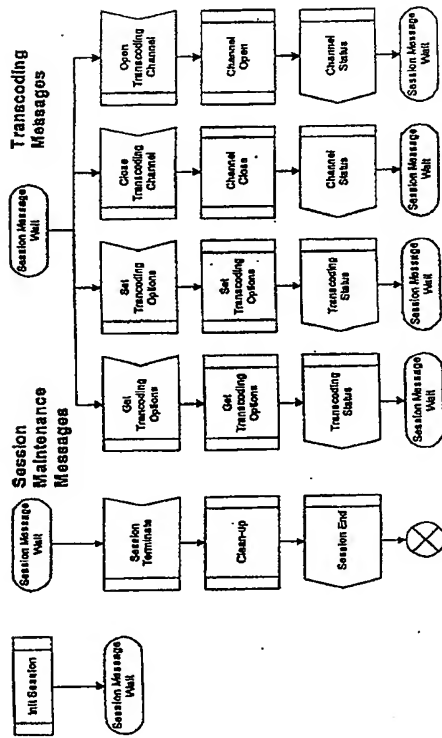 Init Session
Session Message
Wait
Session
Maintenance
Messages
Session Message
Wait
Session
Terminate
Clean-up
Session End
Transcoding
Messages
Session Message
Wait
Get
Trancoding
Options
Get
Transcoding
Options
Transcoding
Status
Session Message
Wait
Set
Trancoding
Options
Set
Transcoding
Options
Transcoding
Status
Session Message
Wait
Close
Transcoding
Channel
Channel
Close
Channel
Status
Session Message
Wait
Open
Transcoding
Channel
Channel
Open
Channel
Status
Session Message
Wait